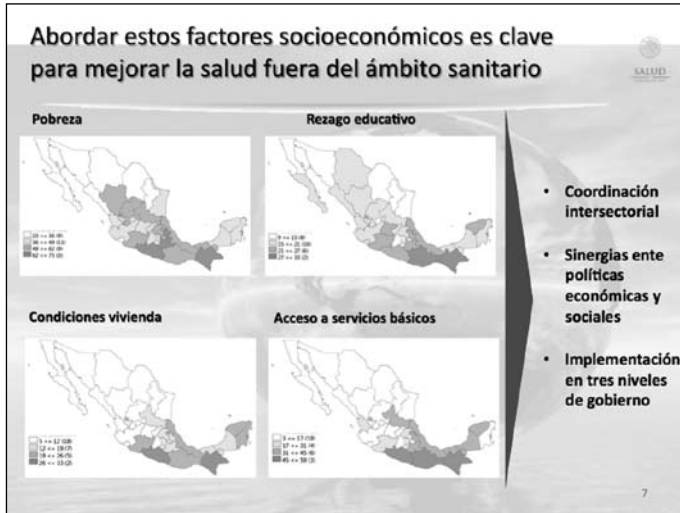 Abordar estos factores socioeconómicos es clave
para mejorar la salud fuera del ámbito sanitario
SALUD
Pobreza
Rezago educativo
Condiciones vivienda
Acceso a servicios básicos
• Coordinación
intersectorial
• Sinergias ente
políticas
económicas y
sociales
• Implementación
en tres niveles
de gobierno
7